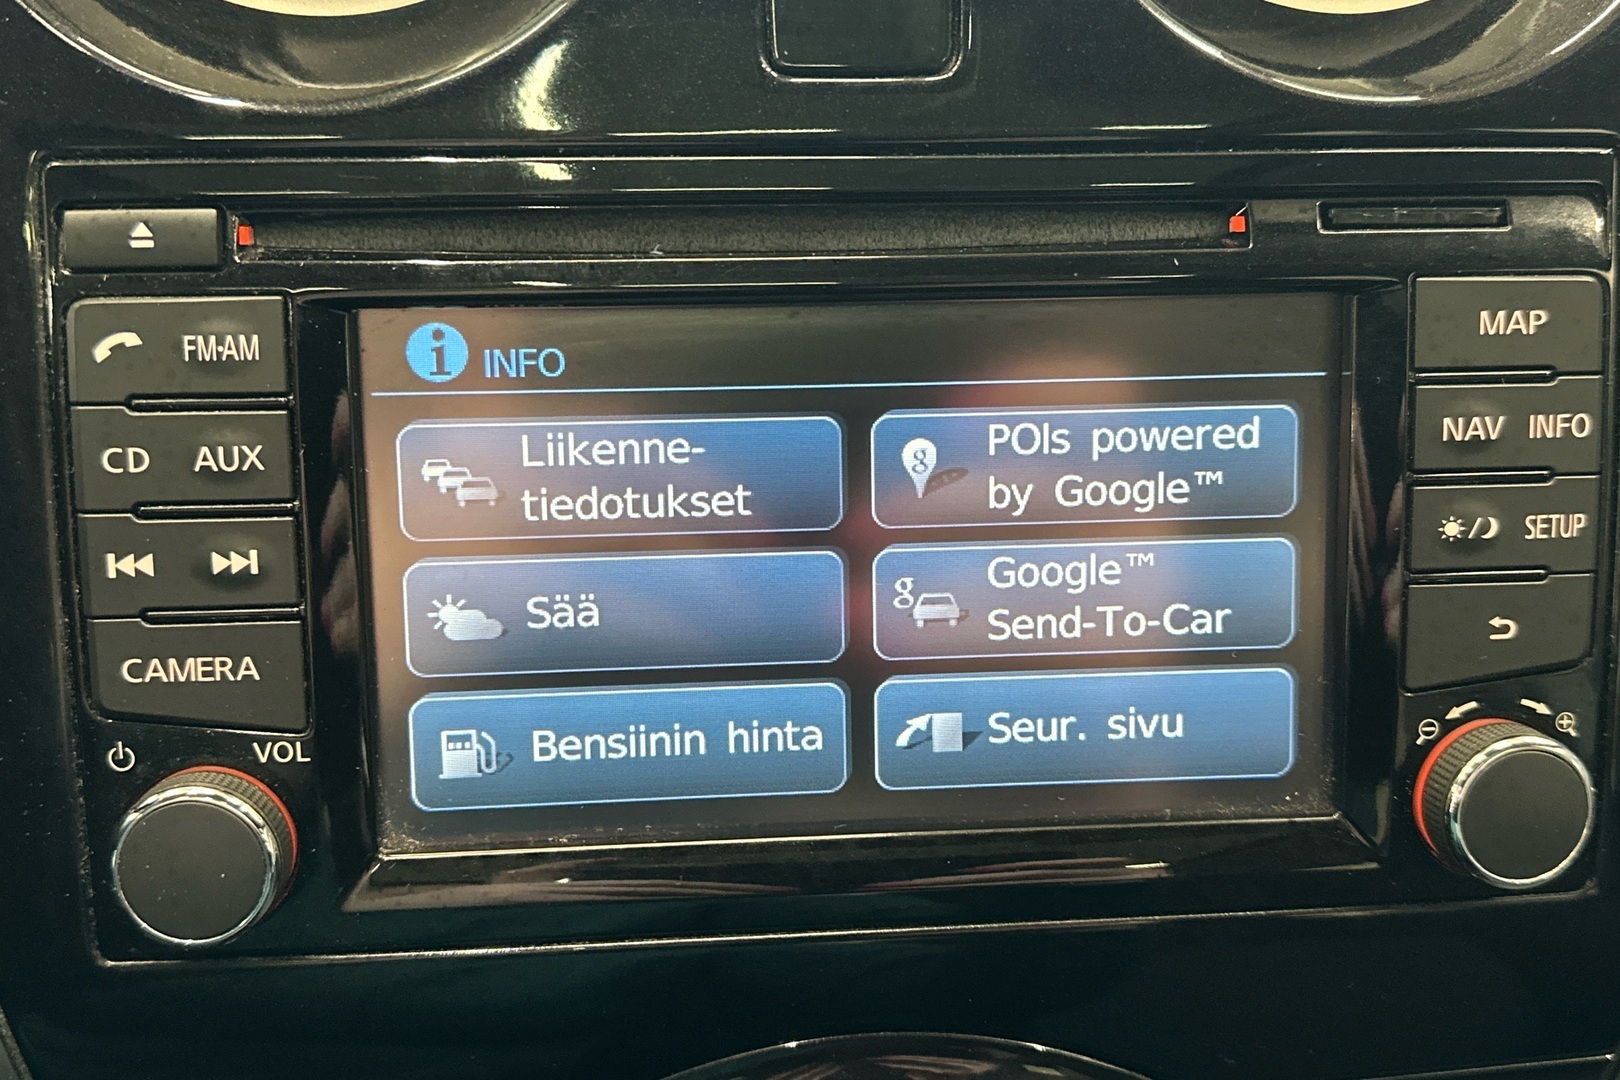 FM·AM
CD AUX
CAMERA
VOL
INFO
Liikenne-
tiedotukset
Sää
Bensiinin hinta
POIs powered
by Google™
Google™
Send-To-Car
Seur. sivu
MAP
NAV INFO
SETUP